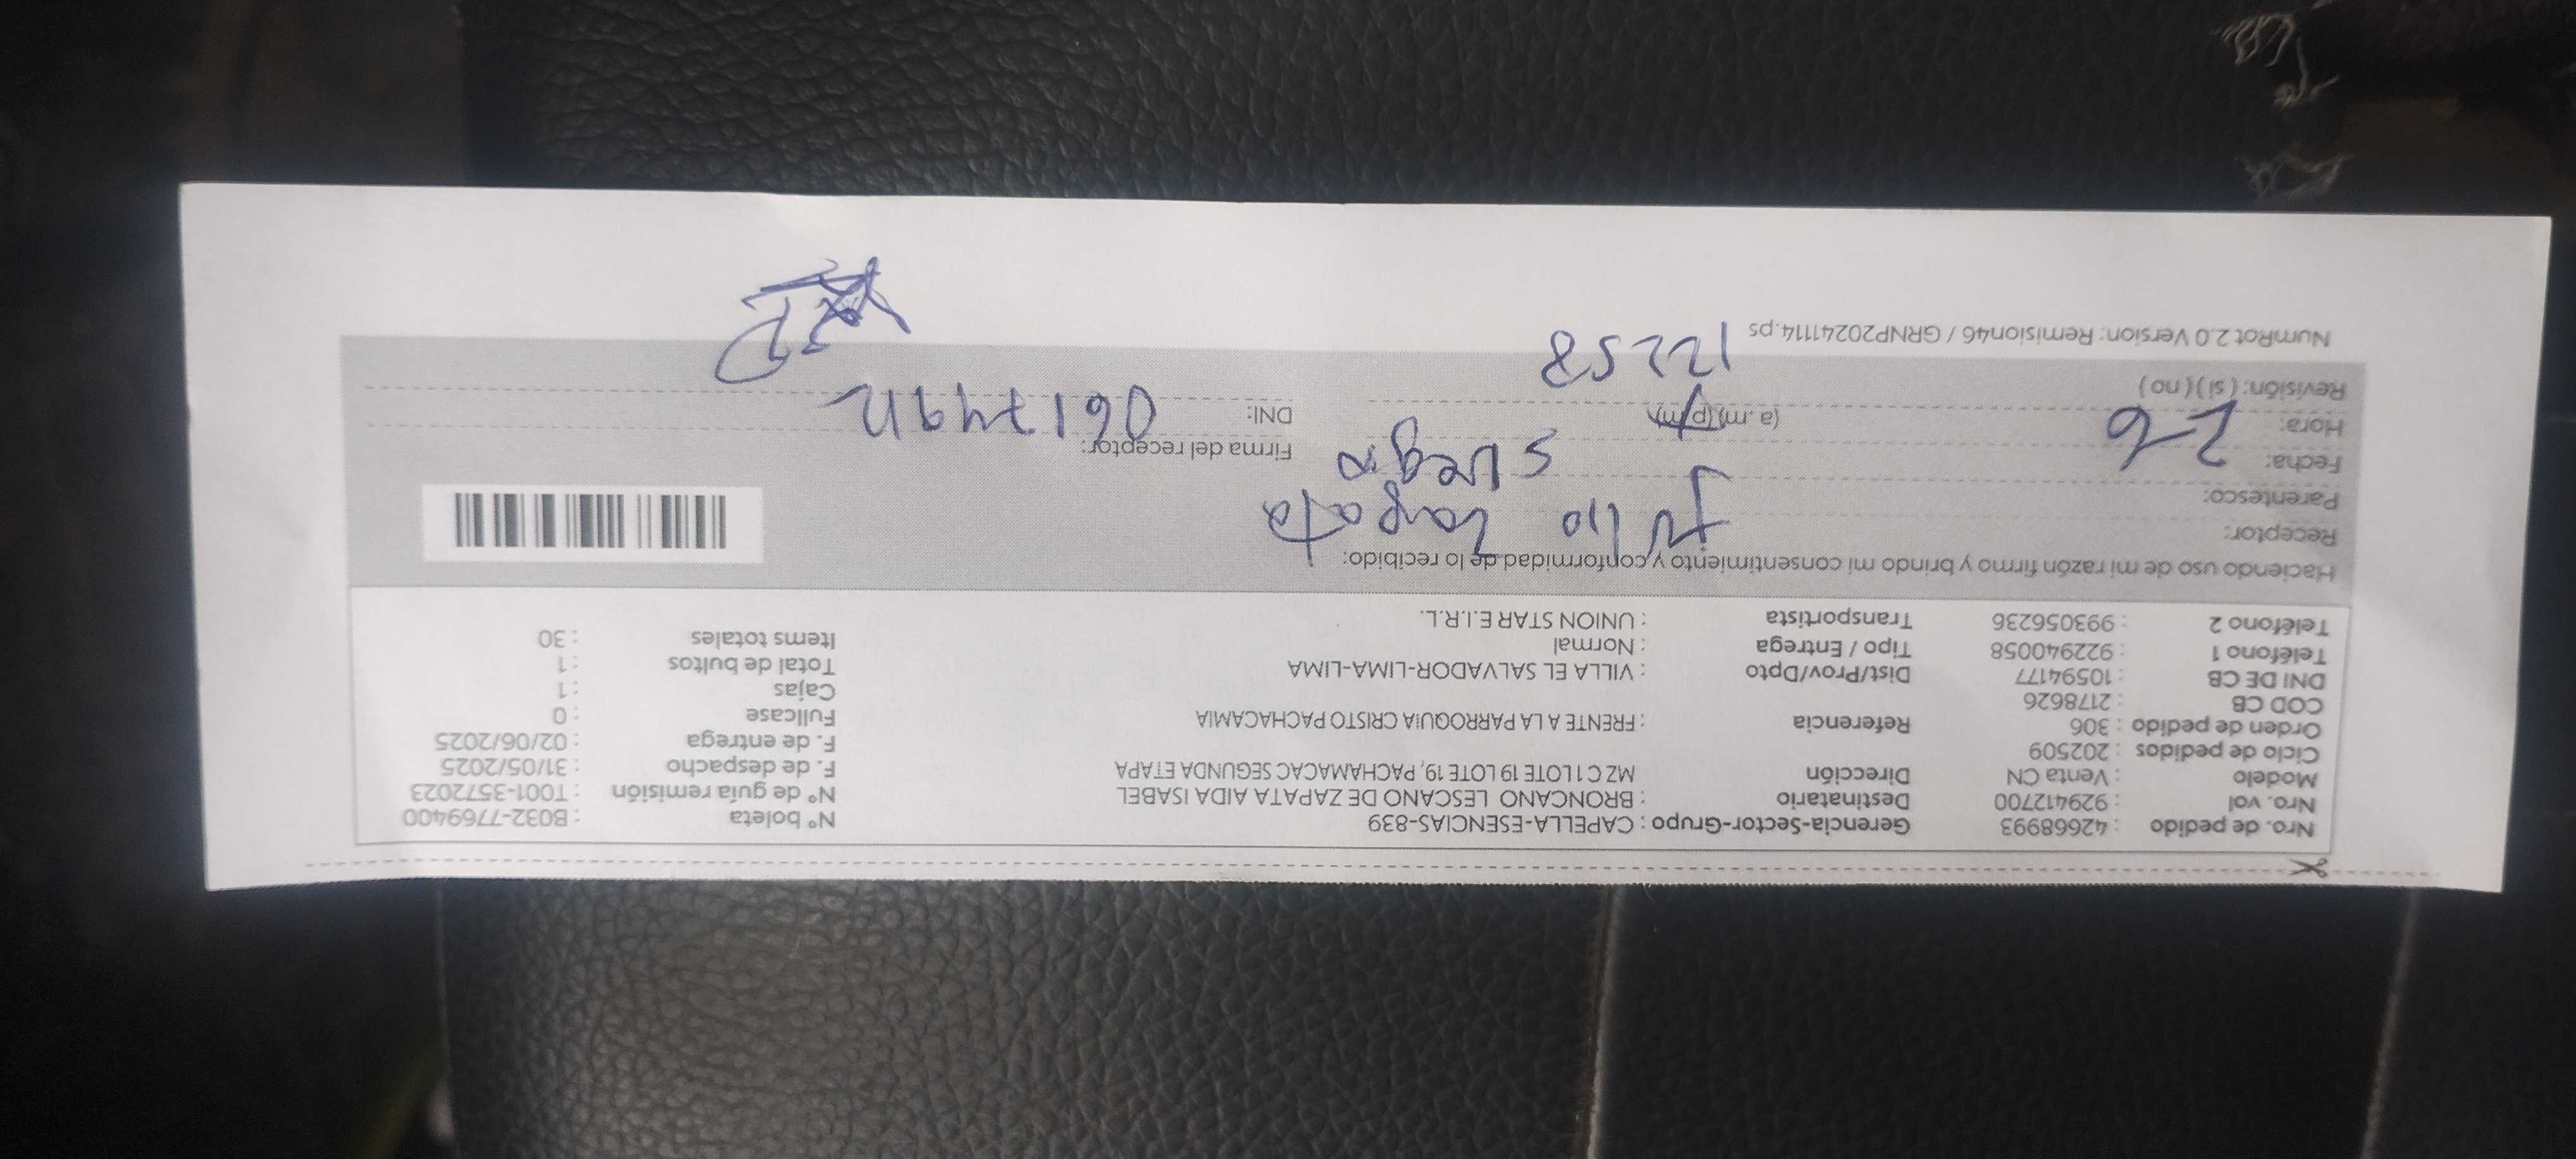 Nro. de pedido : 42668993 Gerencia-Sector-Grupo : CAPELLA-ESENCIAS-839 N° boleta : B032-7769400
Nro. vol : 929412700 Destinatario : BRONCANO LESCANO DE ZAPATA AIDA ISABEL N° de guía remisión : T001-3572023
Modelo : Venta CN Dirección MZ C 1 LOTE 19 LOTE 19, PACHAMACAC SEGUNDA ETAPA F. de despacho : 31/05/2025
Ciclo de pedidos : 202509 F. de entrega : 02/06/2025
Orden de pedido : 306 Referencia : FRENTE A LA PARROQUIA CRISTO PACHACAMIA Fullcase : 0
COD CB : 2178626 Cajas : 1
DNI DE CB : 10594177 Dist/Prov/Dpto : VILLA EL SALVADOR-LIMA-LIMA Total de bultos : 1
Teléfono 1 : 922940058 Tipo / Entrega : Normal Items totales : 30
Teléfono 2 : 993056236 Transportista : UNION STAR E.I.R.L.
Haciendo uso de mi razón firmo y brindo mi consentimiento y conformidad de lo recibido:
Receptor: Julio Zapata
Parentesco: suegro
Fecha: 2-6 Firma del receptor:
Hora: (a.m) (p.m) DNI: 06174911
Revisión: ( si ) ( no ) 12258
NumRot 2.0 Version: Remision46 / GRNP20241114.ps